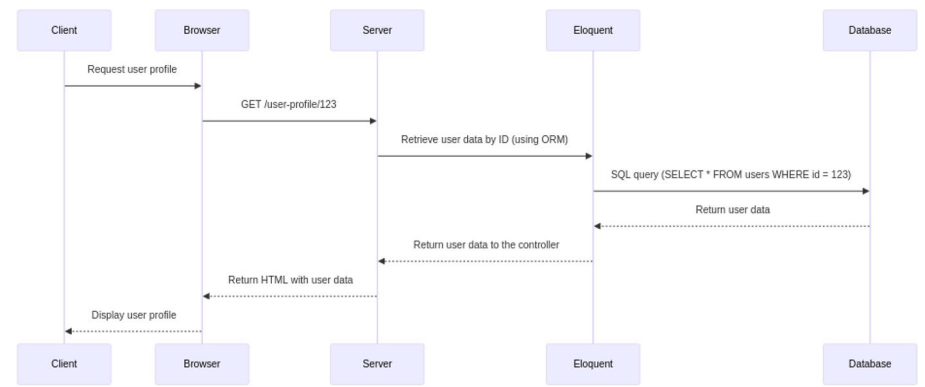 Client
Browser
Server
Eloquent
Database
Request user profile
GET /user-profile/123
Retrieve user data by ID (using ORM)
SQL query (SELECT * FROM users WHERE id = 123)
Return user data
Return user data to the controller
Return HTML with user data
Display user profile
Client
Browser
Server
Eloquent
Database